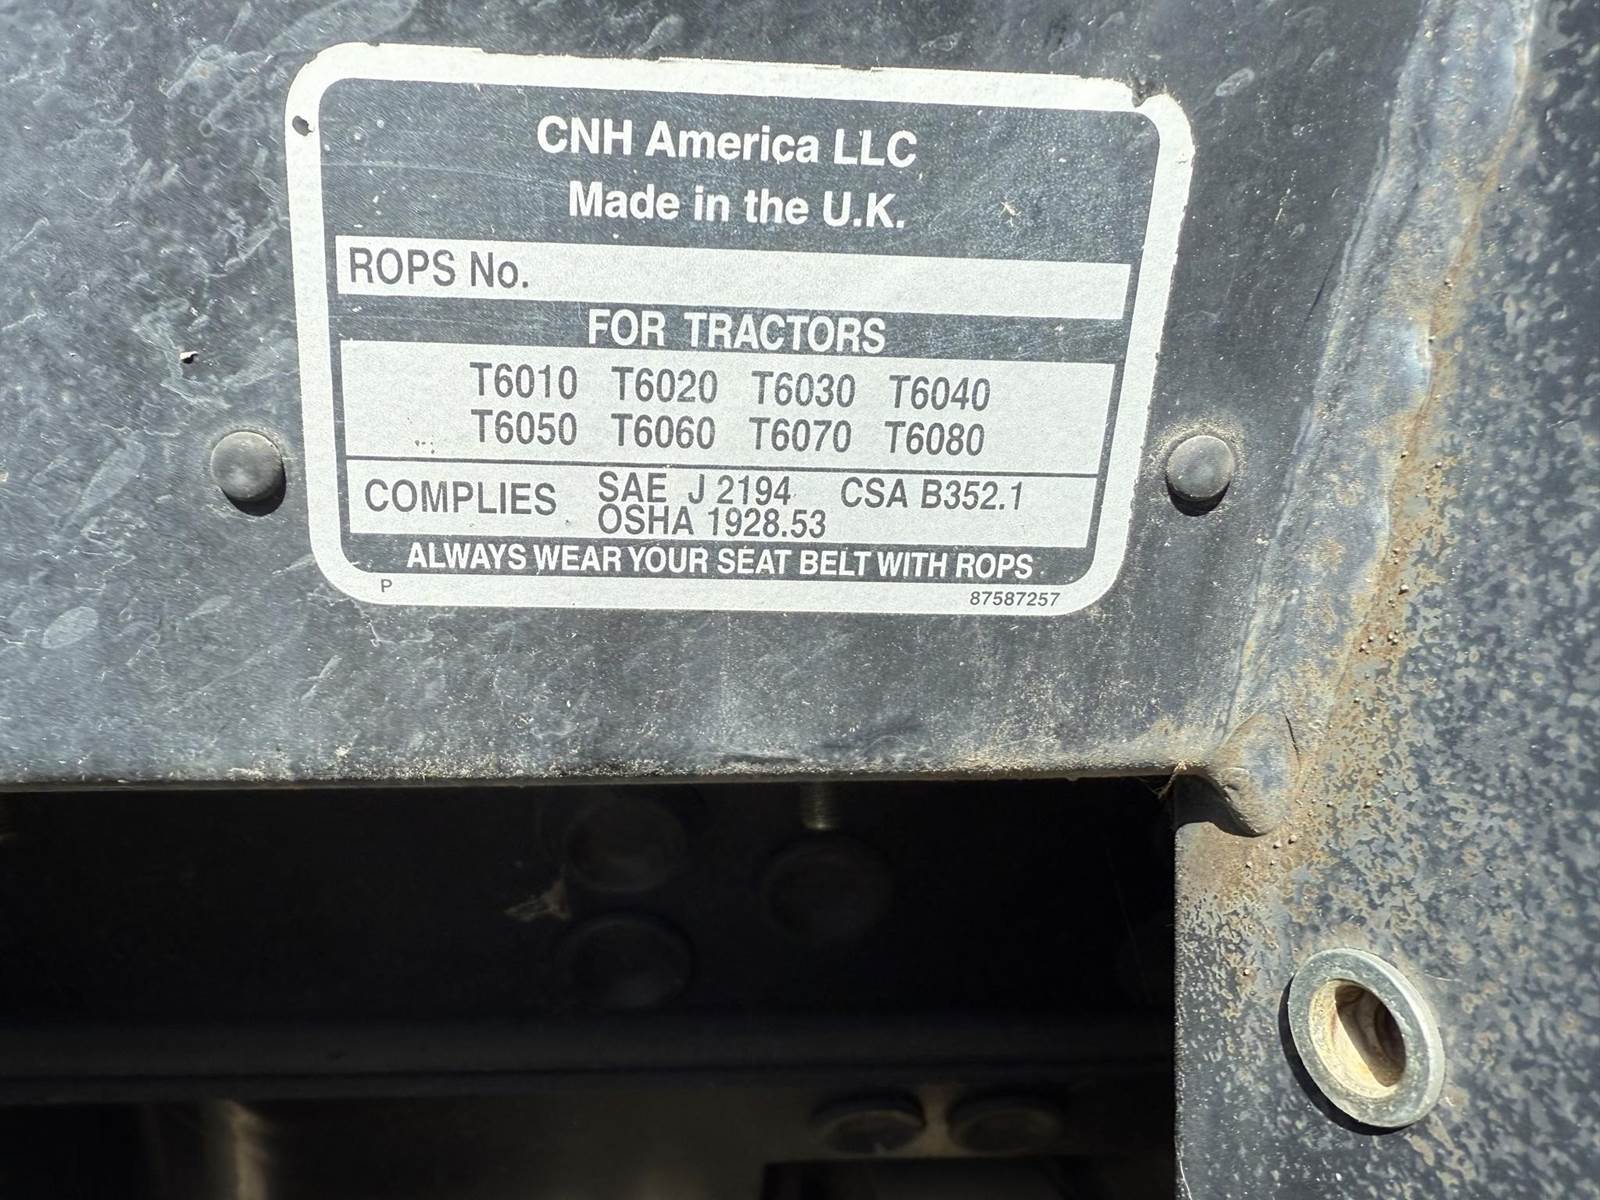 CNH America LLC
Made in the U.K.
ROPS No.
FOR TRACTORS
T6010 T6020 T6030 T6040
T6050 T6060 T6070 T6080
COMPLIES SAE J 2194 CSA B352.1
OSHA 1928.53
ALWAYS WEAR YOUR SEAT BELT WITH ROPS
P 87587257